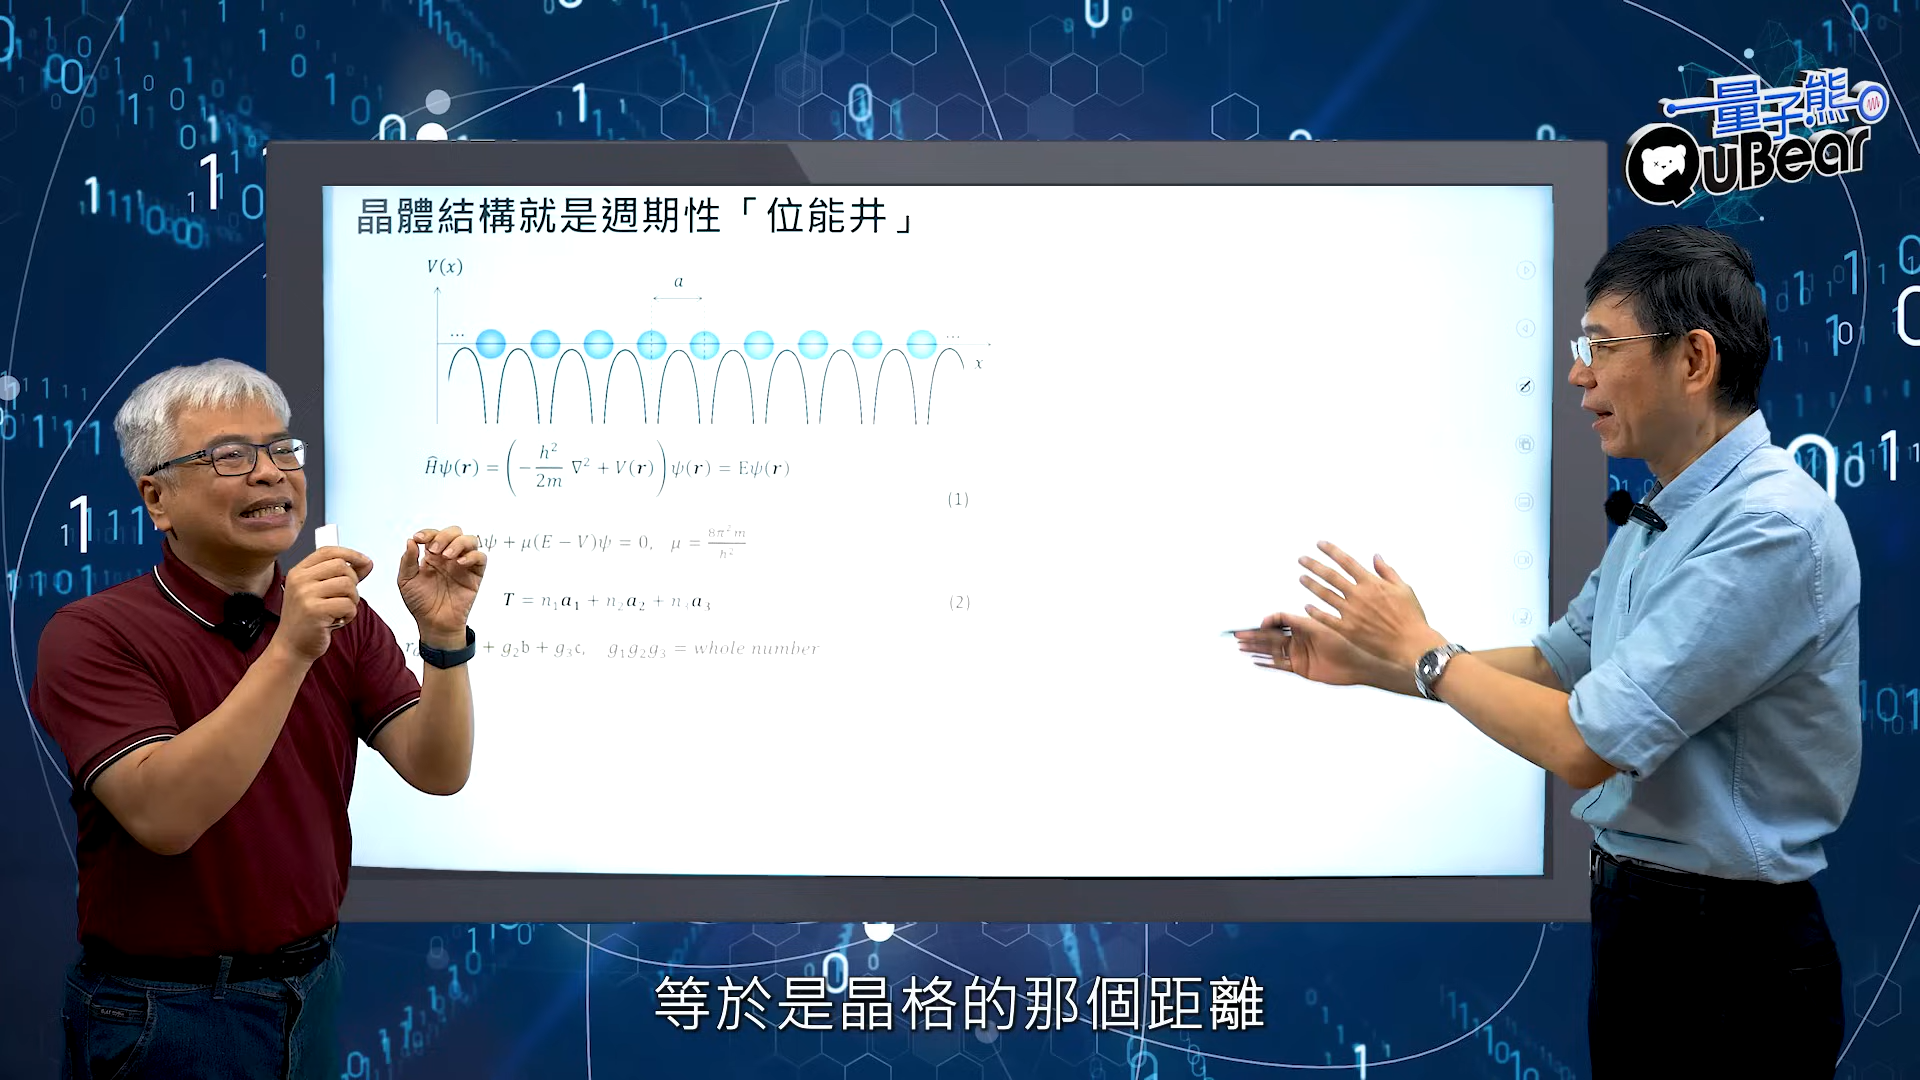 量子熊
QuBear
晶體結構就是週期性「位能井」
V(x)
a
...
...
x
Ĥψ(r) = (−h²/2m ∇² + V(r))ψ(r) = Eψ(r)
(1)
Δψ + μ(E − V)ψ = 0, μ = 8π²m/h²
T = n₁a₁ + n₂a₂ + n₃a₃
(2)
+ g₂b + g₃c, g₁g₂g₃ = whole number
等於是晶格的那個距離